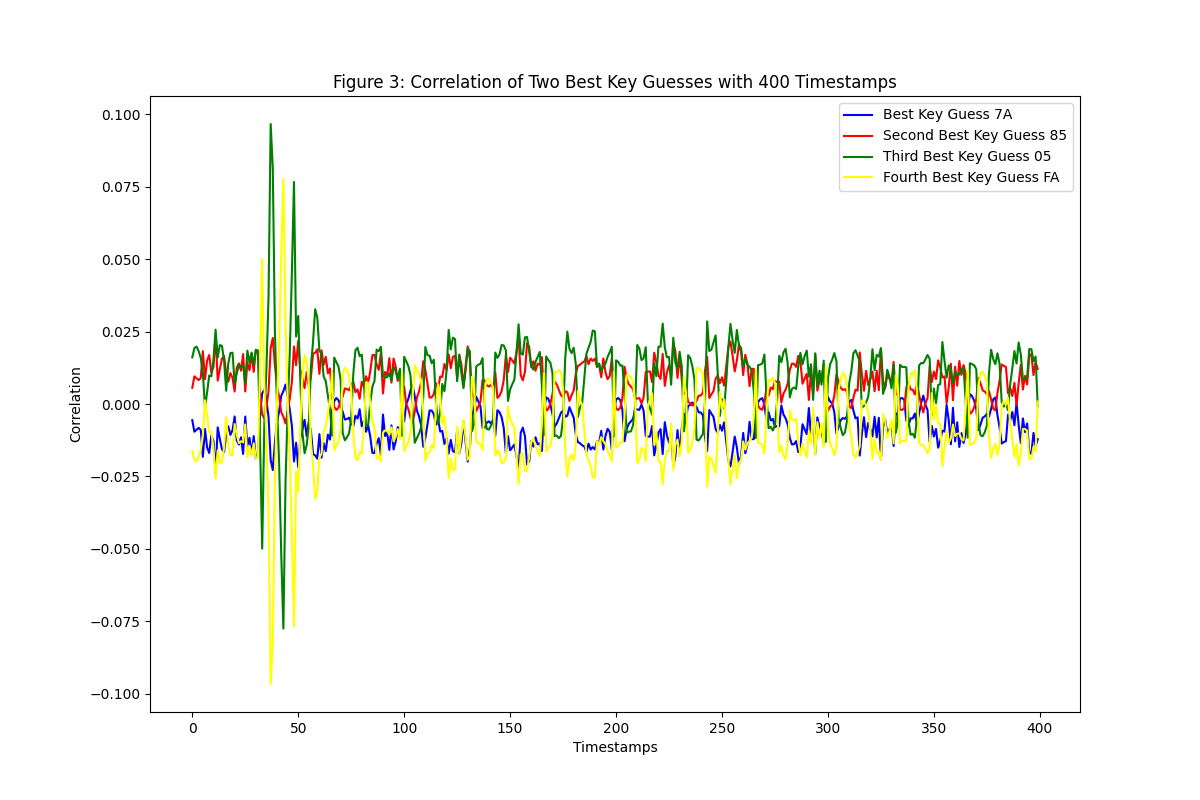 Figure 3: Correlation of Two Best Key Guesses with 400 Timestamps
Best Key Guess 7A
Second Best Key Guess 85
Third Best Key Guess 05
Fourth Best Key Guess FA
0.100
0.075
0.050
0.025
0.000
−0.025
−0.050
−0.075
−0.100
Correlation
0 50 100 150 200 250 300 350 400
Timestamps